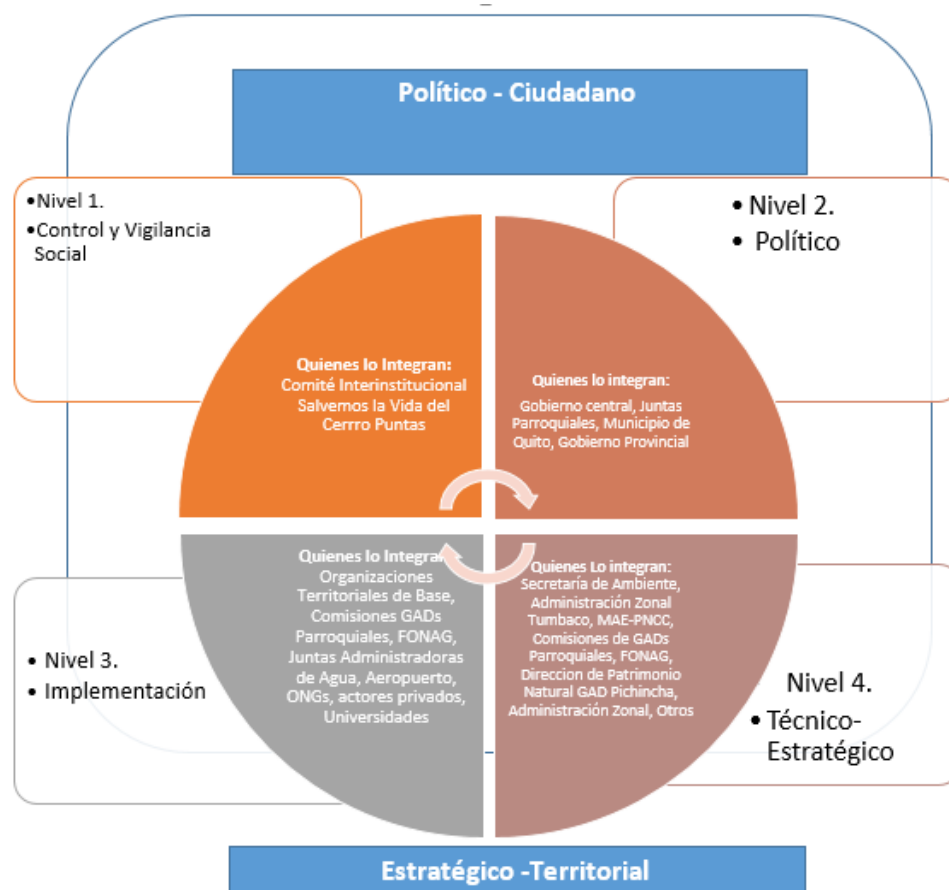 Político - Ciudadano
•Nivel 1.
•Control y Vigilancia
Social
• Nivel 2.
• Político
Quienes lo Integran:
Comité Interinstitucional
Salvemos la Vida del
Cerrro Puntas
Quienes lo integran:
Gobierno central, Juntas
Parroquiales, Municipio de
Quito, Gobierno Provincial
• Nivel 3.
• Implementación
Quienes lo Integran
Organizaciones
Territoriales de Base,
Comisiones GADs
Parroquiales, FONAG,
Juntas Administradoras
de Agua, Aeropuerto,
ONGs, actores privados,
Universidades
Quienes Lo integran:
Secretaría de Ambiente,
Administración Zonal
Tumbaco, MAE-PNCC,
Comisiones de GADs
Parroquiales, FONAG,
Direccion de Patrimonio
Natural GAD Pichincha,
Administración Zonal, Otros
Nivel 4.
• Técnico-
Estratégico
Estratégico -Territorial